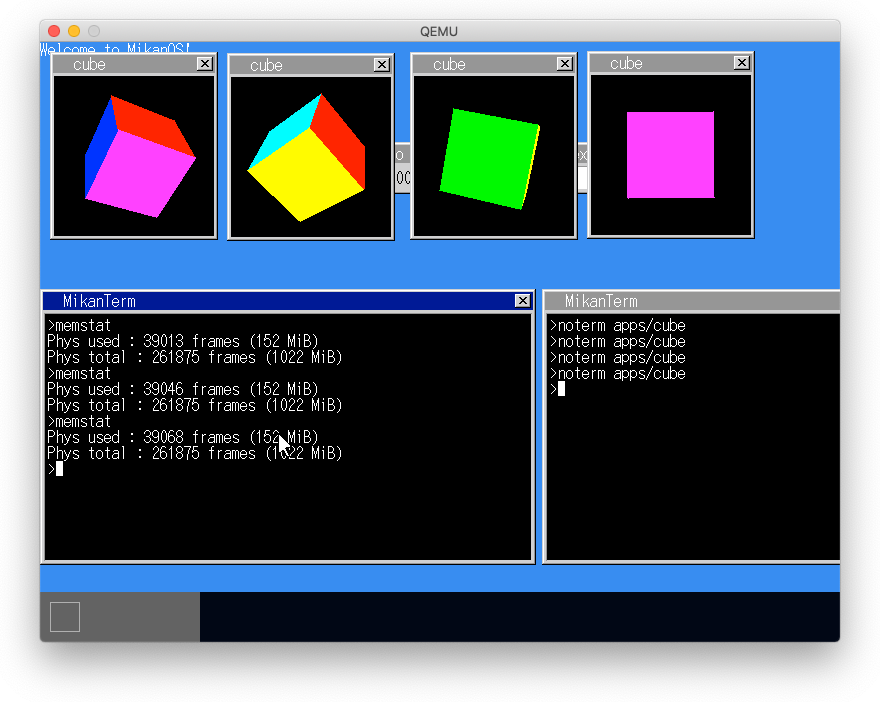 QEMU
Welcome to MikanOS!
cube
cube
cube
cube
MikanTerm
>memstat
Phys used : 39013 frames (152 MiB)
Phys total : 261875 frames (1022 MiB)
>memstat
Phys used : 39046 frames (152 MiB)
Phys total : 261875 frames (1022 MiB)
>memstat
Phys used : 39068 frames (152 MiB)
Phys total : 261875 frames (1022 MiB)
>
MikanTerm
>noterm apps/cube
>noterm apps/cube
>noterm apps/cube
>noterm apps/cube
>